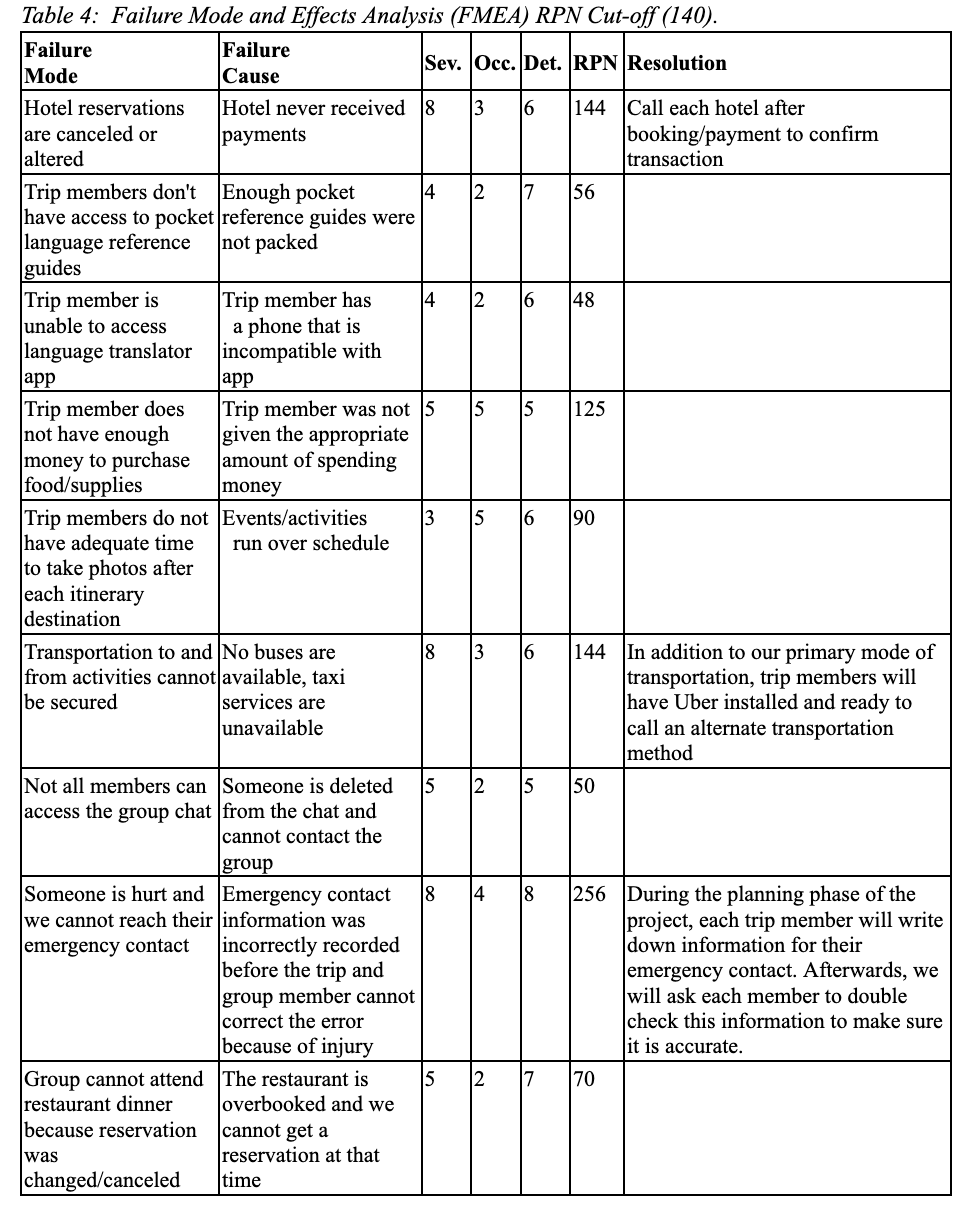 Table 4:  Failure Mode and Effects Analysis (FMEA) RPN Cut-off (140).
Failure Mode
Failure Cause
Sev.
Occ.
Det.
RPN
Resolution
Hotel reservations
are canceled or
altered
Hotel never received
payments
8
3
6
144
Call each hotel after
booking/payment to confirm
transaction
Trip members don't
have access to pocket
language reference
guides
Enough pocket
reference guides were
not packed
4
2
7
56
Trip member is
unable to access
language translator
app
Trip member has
a phone that is
incompatible with
app
4
2
6
48
Trip member does
not have enough
money to purchase
food/supplies
Trip member was not
given the appropriate
amount of spending
money
5
5
5
125
Trip members do not
have adequate time
to take photos after
each itinerary
destination
Events/activities
run over schedule
3
5
6
90
Transportation to and
from activities cannot
be secured
No buses are
available, taxi
services are
unavailable
8
3
6
144
In addition to our primary mode of
transportation, trip members will
have Uber installed and ready to
call an alternate transportation
method
Not all members can
access the group chat
Someone is deleted
from the chat and
cannot contact the
group
5
2
5
50
Someone is hurt and
we cannot reach their
emergency contact
Emergency contact
information was
incorrectly recorded
before the trip and
group member cannot
correct the error
because of injury
8
4
8
256
During the planning phase of the
project, each trip member will write
down information for their
emergency contact. Afterwards, we
will ask each member to double
check this information to make sure
it is accurate.
Group cannot attend
restaurant dinner
because reservation
was
changed/canceled
The restaurant is
overbooked and we
cannot get a
reservation at that
time
5
2
7
70